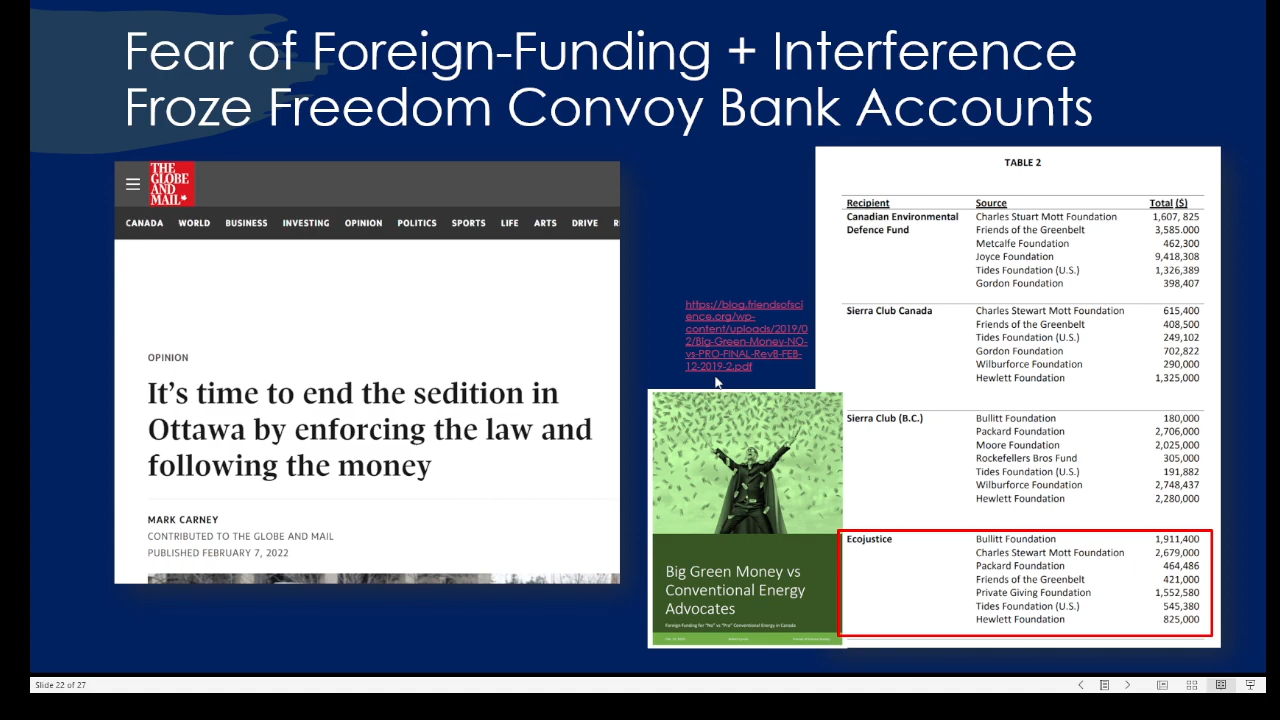 Fear of Foreign-Funding + Interference
Froze Freedom Convoy Bank Accounts
THE
GLOBE
AND
MAIL
CANADA WORLD BUSINESS INVESTING OPINION POLITICS SPORTS LIFE ARTS DRIVE R
OPINION
It’s time to end the sedition in
Ottawa by enforcing the law and
following the money
MARK CARNEY
CONTRIBUTED TO THE GLOBE AND MAIL
PUBLISHED FEBRUARY 7, 2022
https://blog.friendsofsci
ence.org/wp-
content/uploads/2019/0
2/Big-Green-Money-NO-
vs-PRO-FINAL-RevB-FEB-
12-2019-2.pdf
Big Green Money vs
Conventional Energy
Advocates
Foreign Funding for "No" vs "Pro" Conventional Energy in Canada
TABLE 2
Recipient Source Total ($)
Canadian Environmental Charles Stuart Mott Foundation 1,607, 825
Defence Fund Friends of the Greenbelt 3,585.000
Metcalfe Foundation 462,300
Joyce Foundation 9,418,308
Tides Foundation (U.S.) 1,326,389
Gordon Foundation 398,407
Sierra Club Canada Charles Stewart Mott Foundation 615,400
Friends of the Greenbelt 408,500
Tides Foundation (U.S.) 249,102
Gordon Foundation 702,822
Wilburforce Foundation 290,000
Hewlett Foundation 1,325,000
Sierra Club (B.C.) Bullitt Foundation 180,000
Packard Foundation 2,706,000
Moore Foundation 2,025,000
Rockefellers Bros Fund 305,000
Tides Foundation (U.S.) 191,882
Wilburforce Foundation 2,748,437
Hewlett Foundation 2,280,000
Ecojustice Bullitt Foundation 1,911,400
Charles Stewart Mott Foundation 2,679,000
Packard Foundation 464,486
Friends of the Greenbelt 421,000
Private Giving Foundation 1,552,580
Tides Foundation (U.S.) 545,380
Hewlett Foundation 825,000
Slide 22 of 27